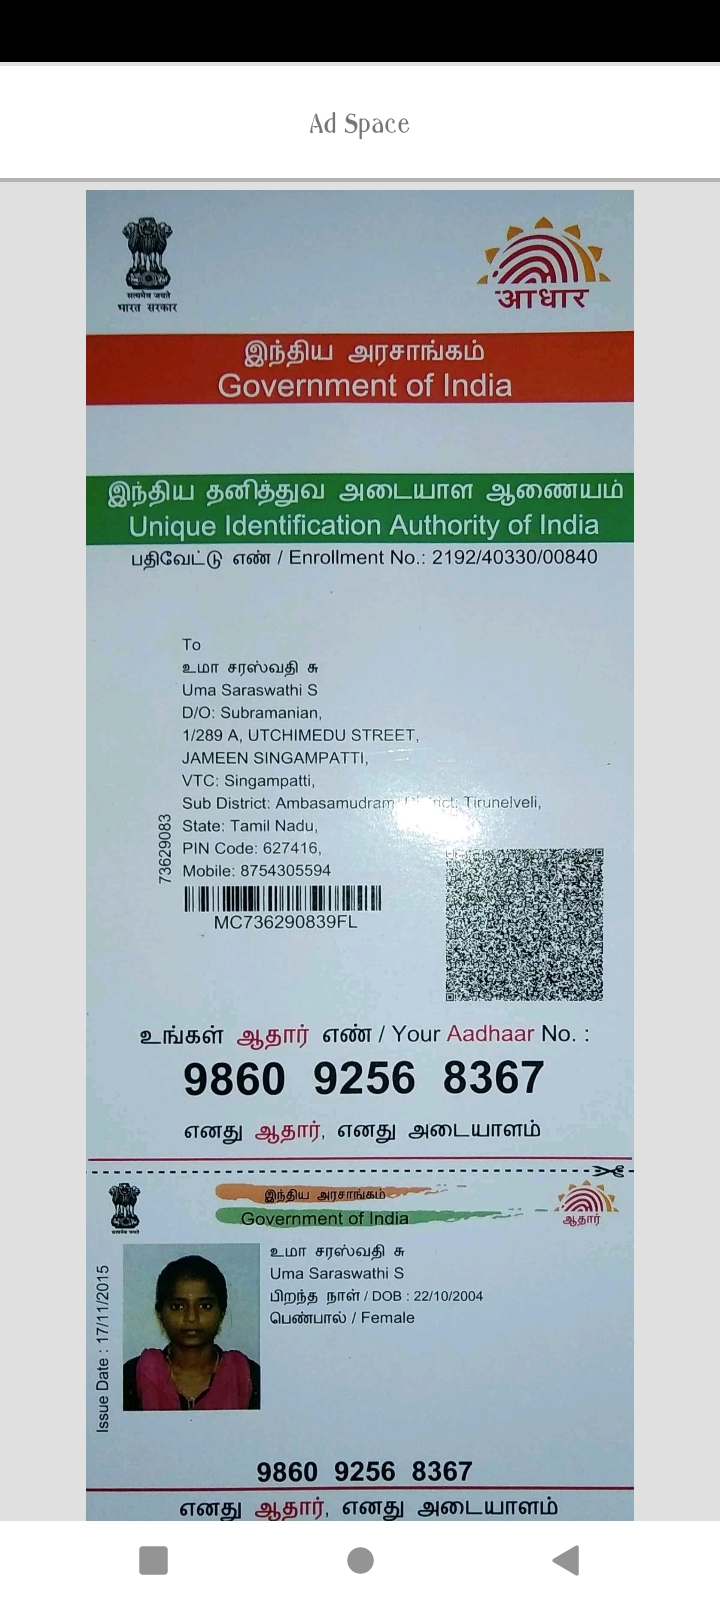 Ad Space
सत्यमेव जयते
भारत सरकार
आधार
இந்திய அரசாங்கம்
Government of India
இந்திய தனித்துவ அடையாள ஆணையம்
Unique Identification Authority of India
பதிவேட்டு எண் / Enrollment No.: 2192/40330/00840
To
உமா சரஸ்வதி சு
Uma Saraswathi S
D/O: Subramanian,
1/289 A, UTCHIMEDU STREET,
JAMEEN SINGAMPATTI,
VTC: Singampatti,
Sub District: Ambasamudram Tirunelveli,
State: Tamil Nadu,
PIN Code: 627416,
Mobile: 8754305594
73629083
MC736290839FL
உங்கள் ஆதார் எண் / Your Aadhaar No. :
9860 9256 8367
எனது ஆதார், எனது அடையாளம்
இந்திய அரசாங்கம்
Government of India
ஆதார்
Issue Date : 17/11/2015
உமா சரஸ்வதி சு
Uma Saraswathi S
பிறந்த நாள் / DOB : 22/10/2004
பெண்பால் / Female
9860 9256 8367
எனது ஆதார், எனது அடையாளம்